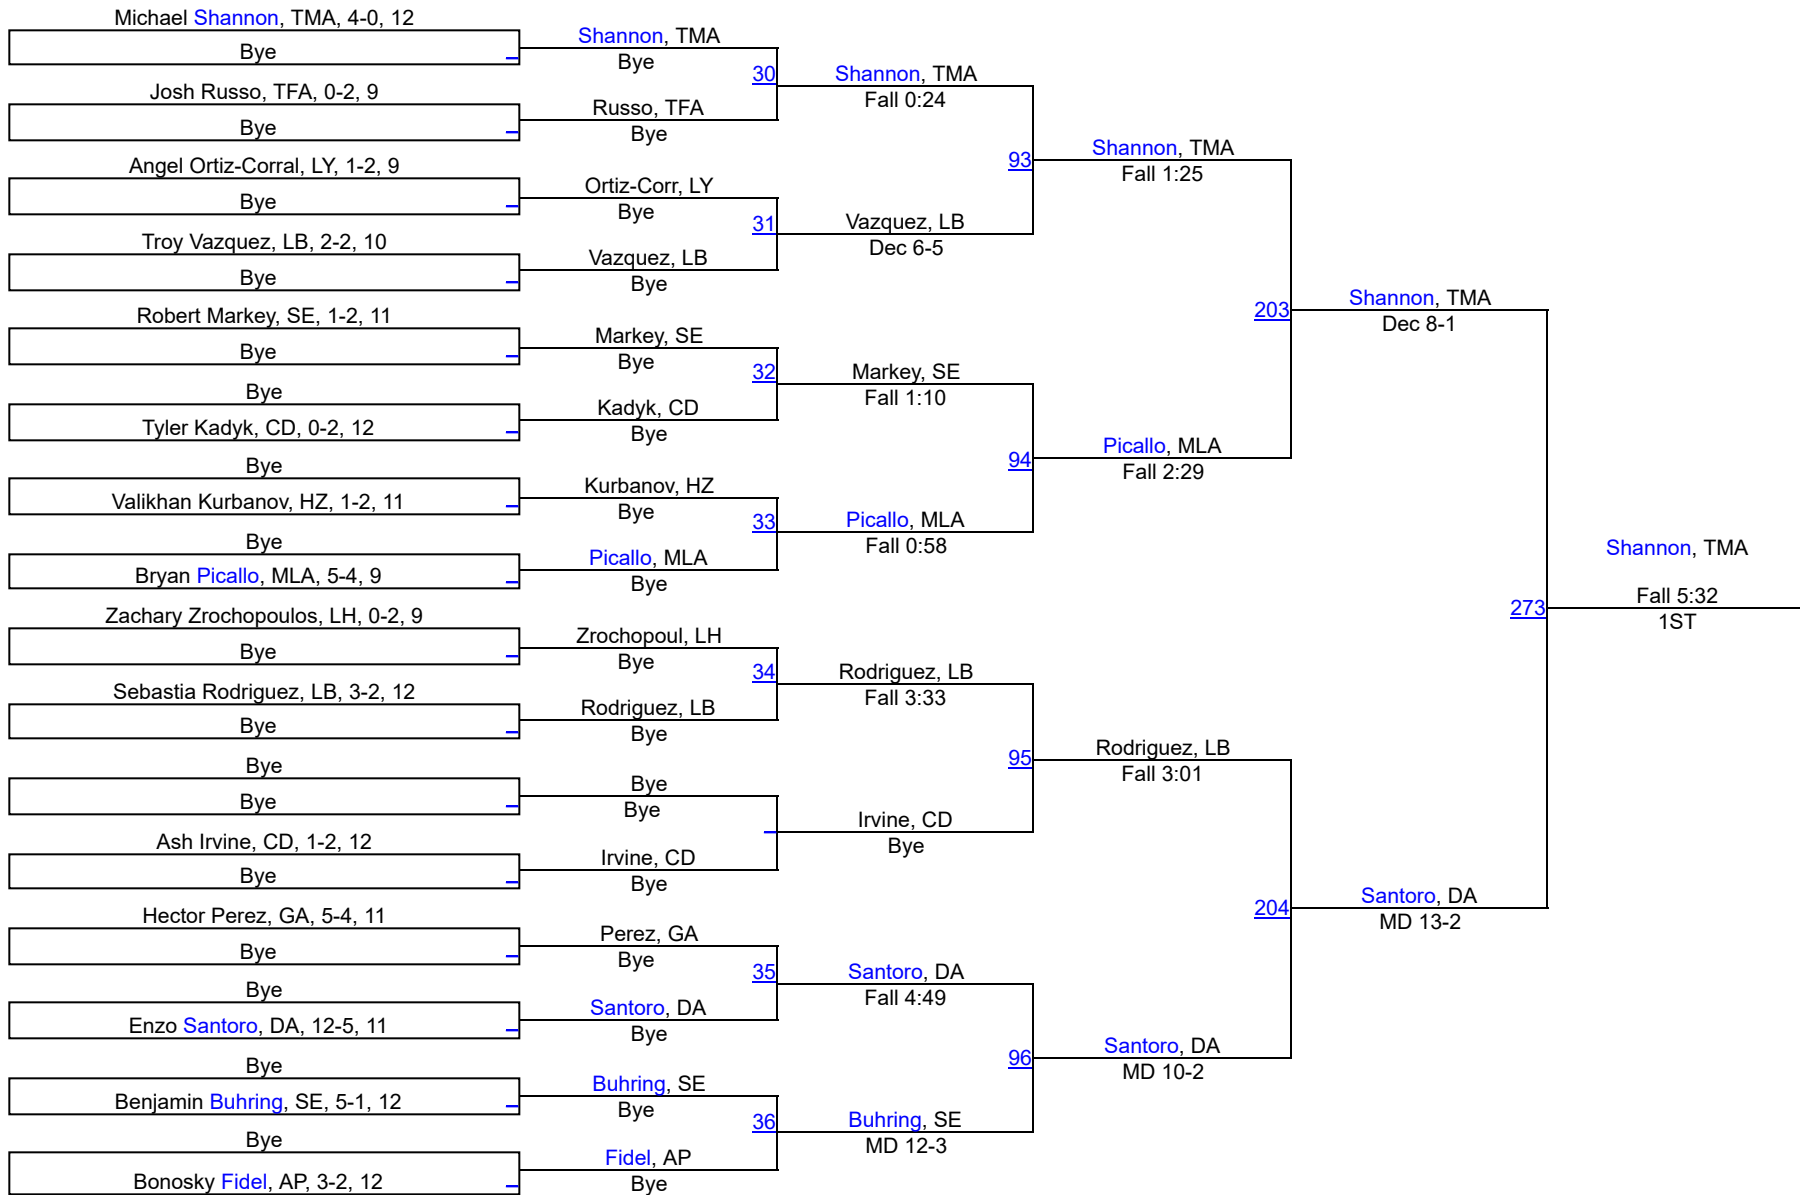 Michael Shannon, TMA, 4-0, 12
Bye
Josh Russo, TFA, 0-2, 9
Bye
Angel Ortiz-Corral, LY, 1-2, 9
Bye
Troy Vazquez, LB, 2-2, 10
Bye
Robert Markey, SE, 1-2, 11
Bye
Bye
Tyler Kadyk, CD, 0-2, 12
Bye
Valikhan Kurbanov, HZ, 1-2, 11
Bye
Bryan Picallo, MLA, 5-4, 9
Zachary Zrochopoulos, LH, 0-2, 9
Bye
Sebastia Rodriguez, LB, 3-2, 12
Bye
Bye
Bye
Ash Irvine, CD, 1-2, 12
Bye
Hector Perez, GA, 5-4, 11
Bye
Bye
Enzo Santoro, DA, 12-5, 11
Bye
Benjamin Buhring, SE, 5-1, 12
Bye
Bonosky Fidel, AP, 3-2, 12
Shannon, TMA
Bye
30
Russo, TFA
Bye
Ortiz-Corr, LY
Bye
31
Vazquez, LB
Bye
Markey, SE
Bye
32
Kadyk, CD
Bye
Kurbanov, HZ
Bye
33
Picallo, MLA
Bye
Zrochopoul, LH
Bye
34
Rodriguez, LB
Bye
Bye
Bye
Irvine, CD
Bye
Perez, GA
Bye
35
Santoro, DA
Bye
Buhring, SE
Bye
36
Fidel, AP
Bye
Shannon, TMA
Fall 0:24
93
Vazquez, LB
Dec 6-5
Markey, SE
Fall 1:10
94
Picallo, MLA
Fall 0:58
Rodriguez, LB
Fall 3:33
95
Irvine, CD
Bye
Santoro, DA
Fall 4:49
96
Buhring, SE
MD 12-3
Shannon, TMA
Fall 1:25
203
Picallo, MLA
Fall 2:29
Rodriguez, LB
Fall 3:01
204
Santoro, DA
MD 10-2
Shannon, TMA
Dec 8-1
273
Santoro, DA
MD 13-2
Shannon, TMA
Fall 5:32
1ST